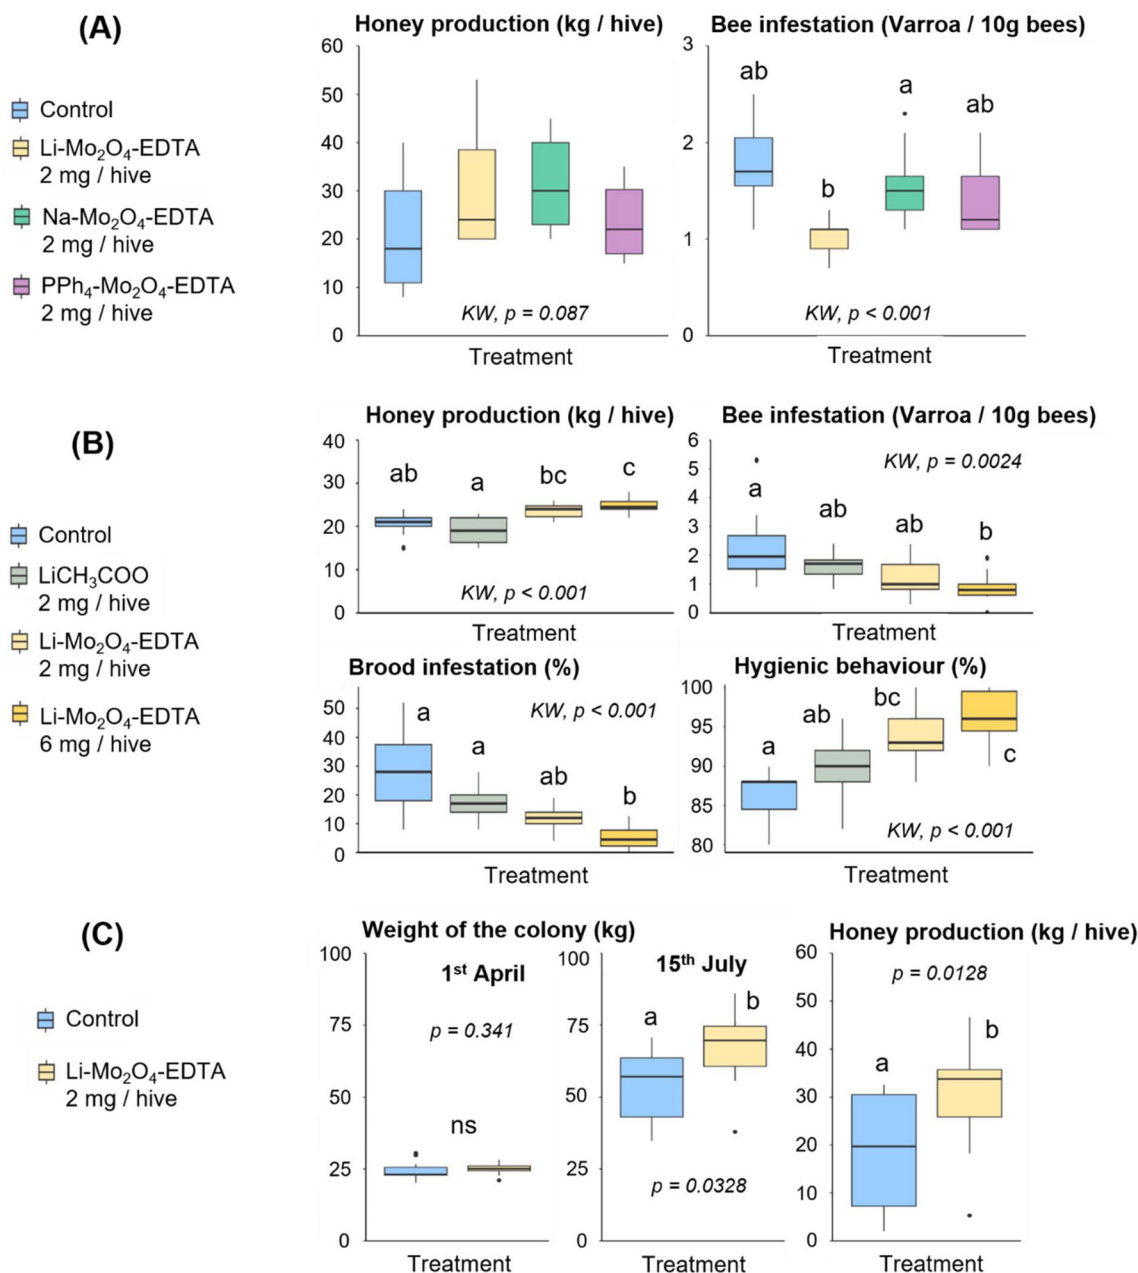 (A)
Control
Li-Mo₂O₄-EDTA
2 mg / hive
Na-Mo₂O₄-EDTA
2 mg / hive
PPh₄-Mo₂O₄-EDTA
2 mg / hive
Honey production (kg / hive)
60
50
40
30
20
10
0
KW, p = 0.087
Treatment
Bee infestation (Varroa / 10g bees)
3
2
1
0
ab
b
a
ab
KW, p < 0.001
Treatment
(B)
Control
LiCH₃COO
2 mg / hive
Li-Mo₂O₄-EDTA
2 mg / hive
Li-Mo₂O₄-EDTA
6 mg / hive
Honey production (kg / hive)
40
30
20
10
0
ab
a
bc
c
KW, p < 0.001
Treatment
Bee infestation (Varroa / 10g bees)
6
5
4
3
2
1
0
KW, p = 0.0024
a
ab
ab
b
Treatment
Brood infestation (%)
50
40
30
20
10
0
KW, p < 0.001
a
a
ab
b
Treatment
Hygienic behaviour (%)
100
95
90
85
80
a
ab
bc
c
KW, p < 0.001
Treatment
(C)
Control
Li-Mo₂O₄-EDTA
2 mg / hive
Weight of the colony (kg)
100
75
50
25
0
1st April
p = 0.341
ns
Treatment
100
75
50
25
0
15th July
a
b
p = 0.0328
Treatment
Honey production (kg / hive)
60
50
40
30
20
10
0
p = 0.0128
a
b
Treatment